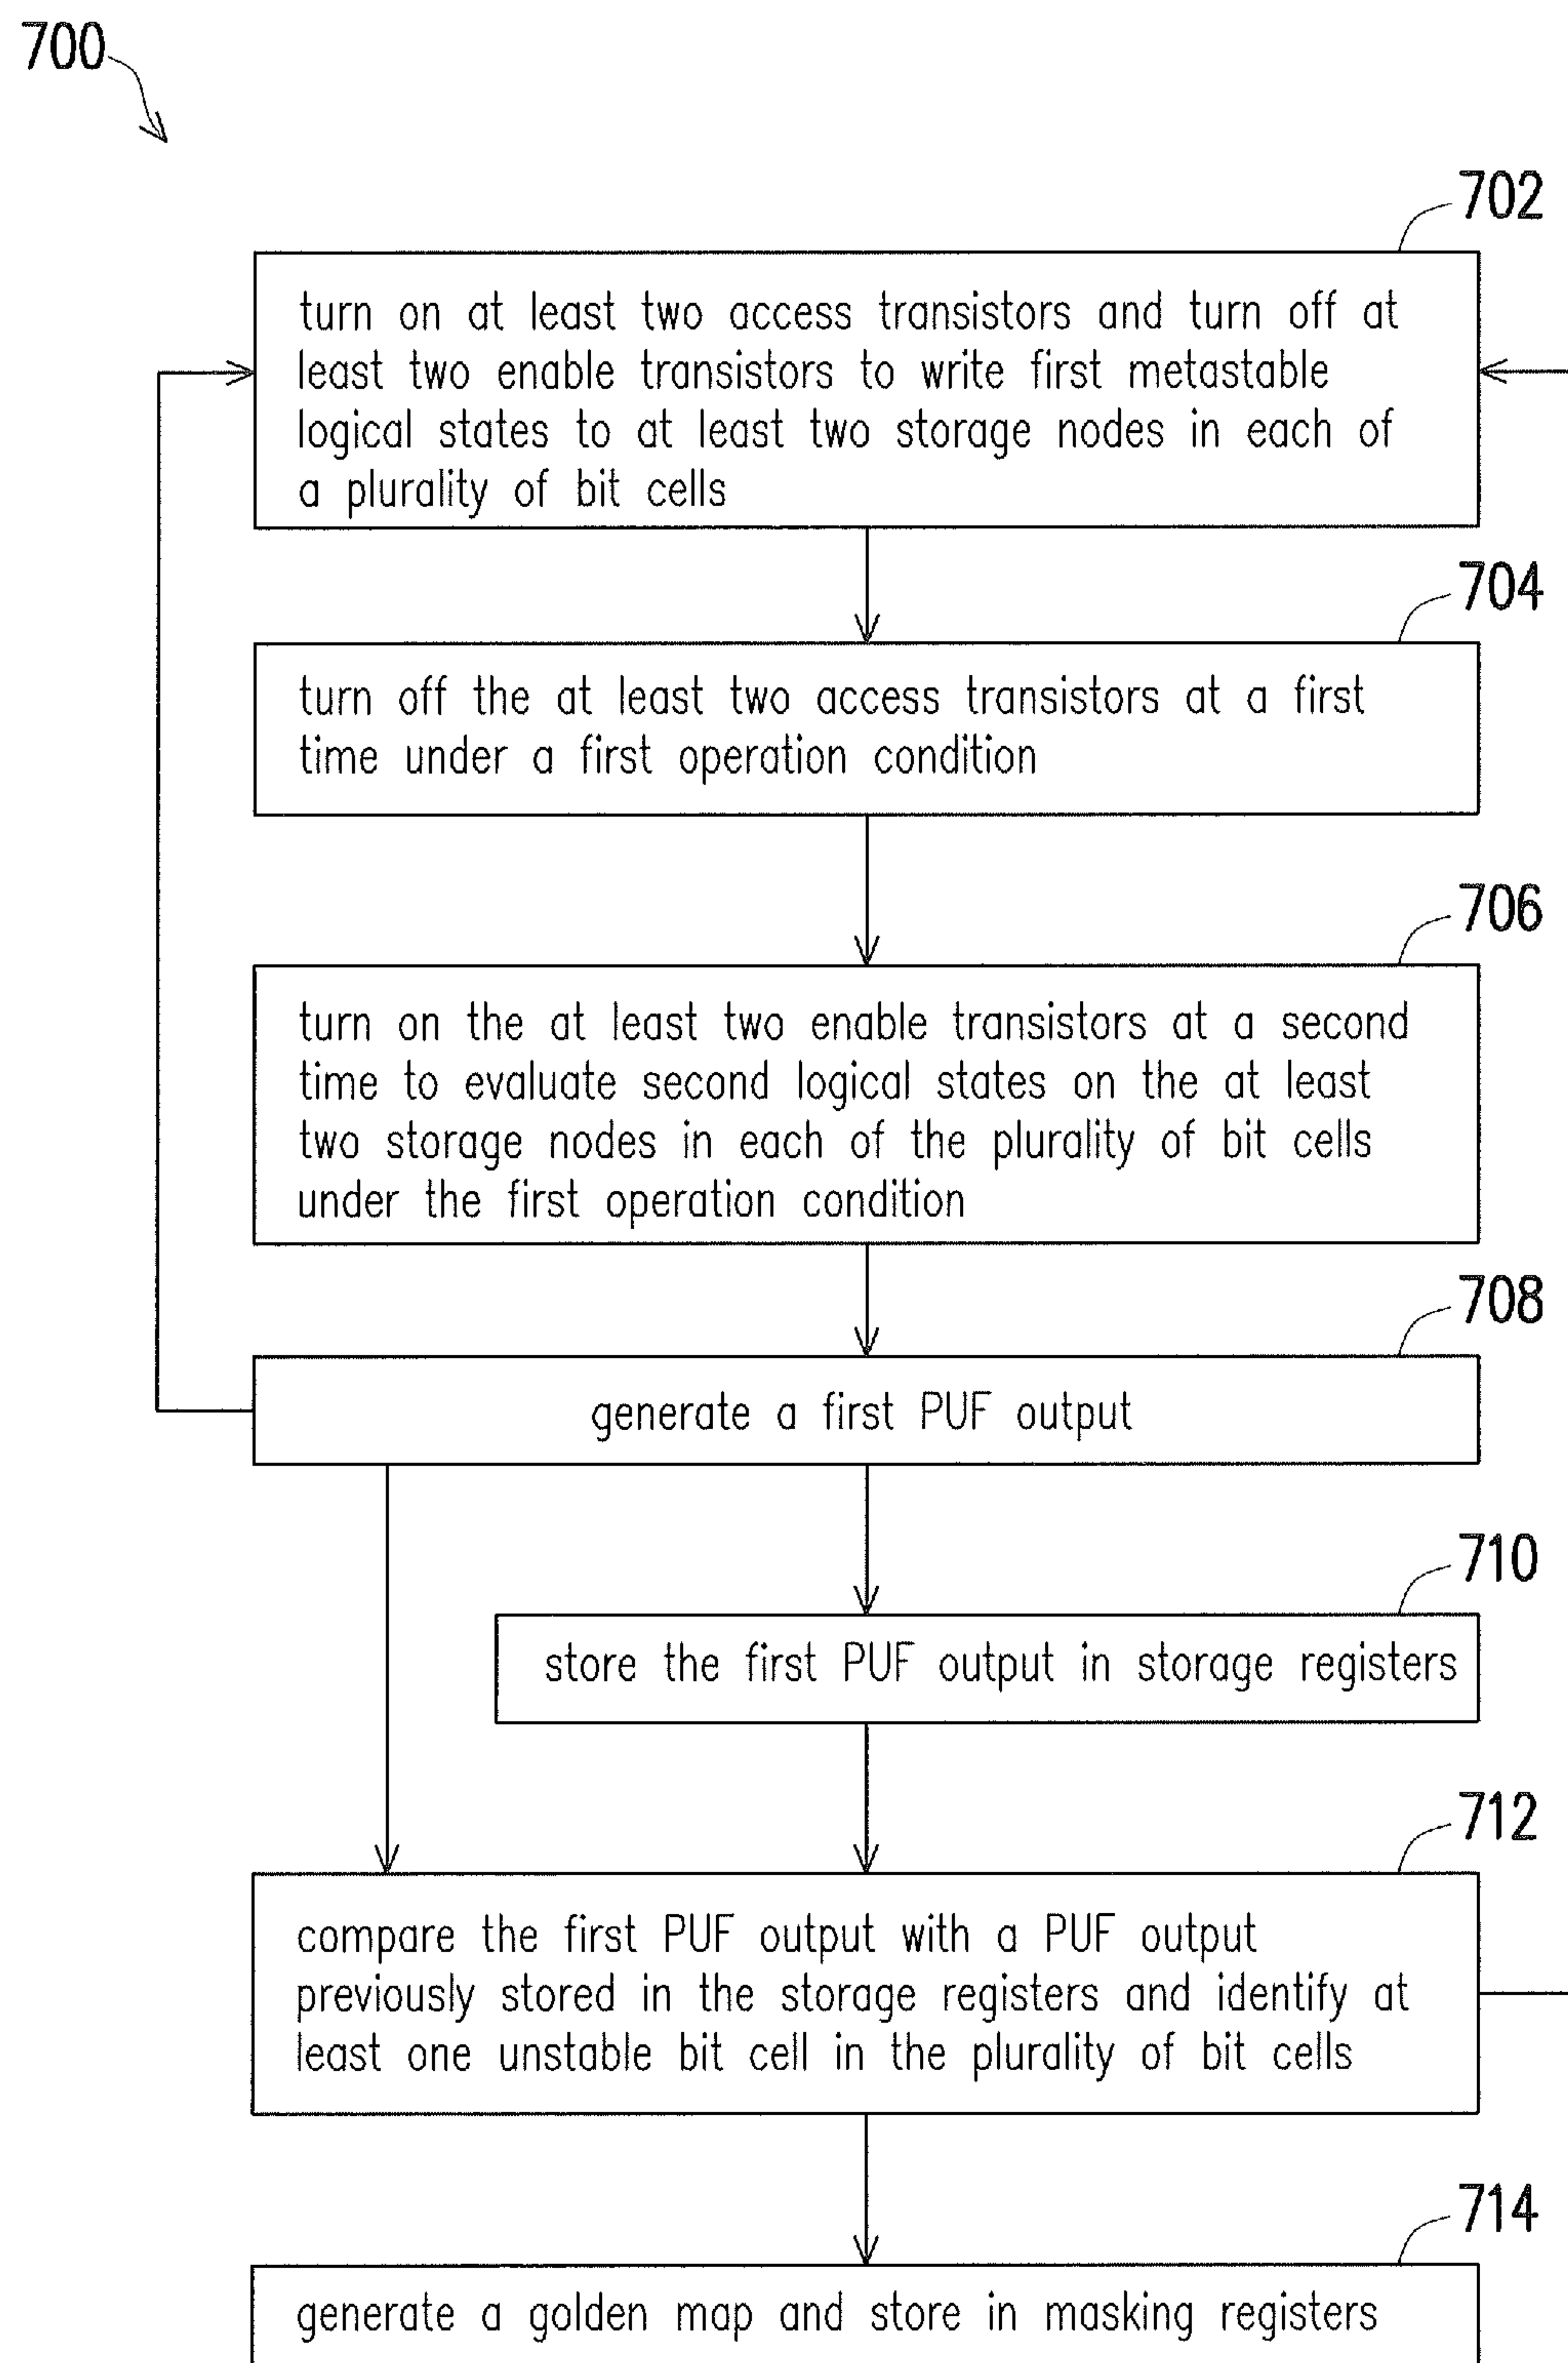 700
702
turn on at least two access transistors and turn off at
least two enable transistors to write first metastable
logical states to at least two storage nodes in each of
a plurality of bit cells
704
turn off the at least two access transistors at a first
time under a first operation condition
706
turn on the at least two enable transistors at a second
time to evaluate second logical states on the at least
two storage nodes in each of the plurality of bit cells
under the first operation condition
708
generate a first PUF output
710
store the first PUF output in storage registers
712
compare the first PUF output with a PUF output
previously stored in the storage registers and identify at
least one unstable bit cell in the plurality of bit cells
714
generate a golden map and store in masking registers